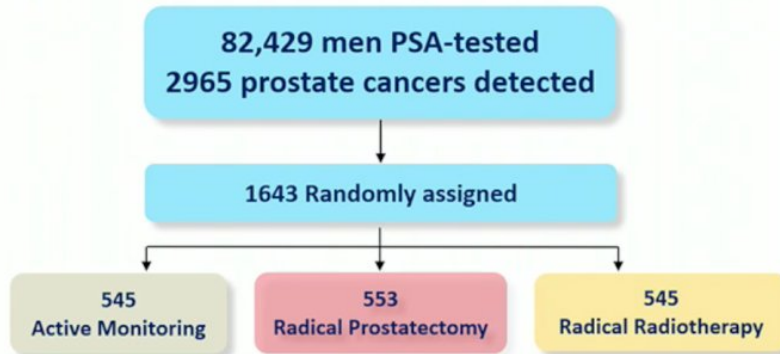 82,429 men PSA-tested
2965 prostate cancers detected
1643 Randomly assigned
545
Active Monitoring
553
Radical Prostatectomy
545
Radical Radiotherapy